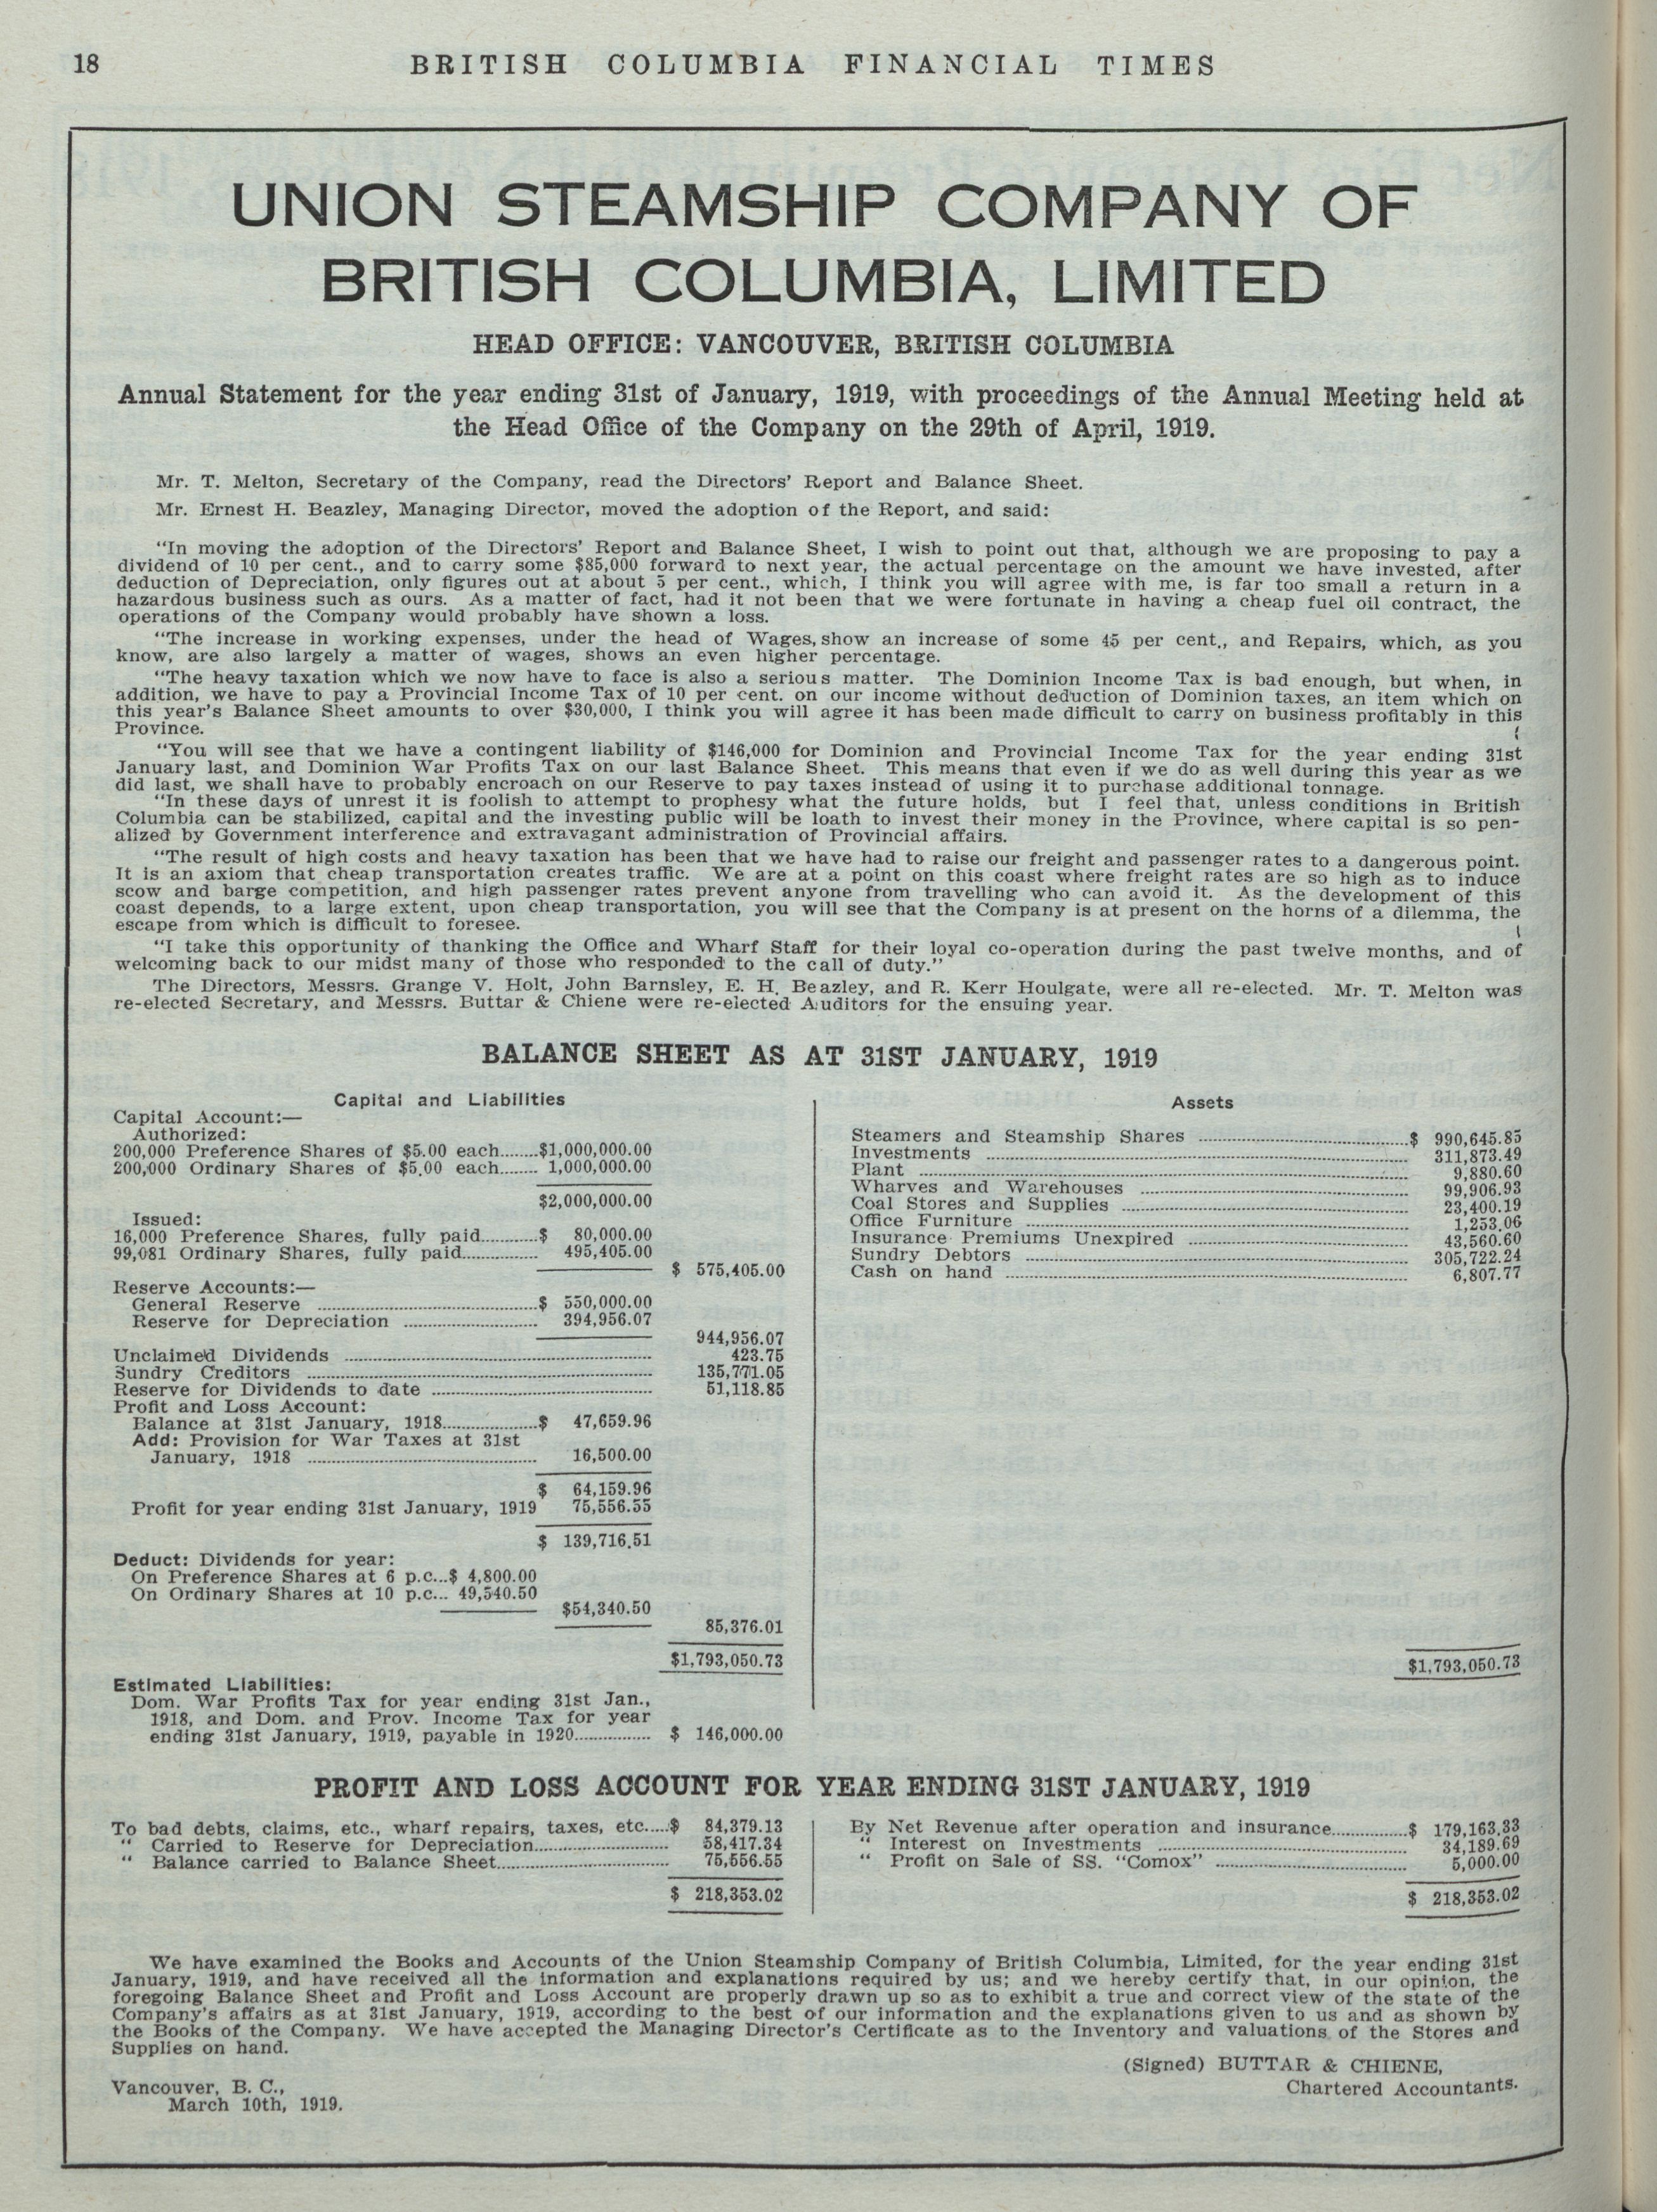 18
BRITISH COLUMBIA FINANCIAL TIMES
UNION STEAMSHIP COMPANY OF
BRITISH COLUMBIA, LIMITED
HEAD OFFICE: VANCOUVER, BRITISH COLUMBIA
Annual Statement for the year ending 31st of January, 1919, with proceedings of the Annual Meeting held at
the Head Office of the Company on the 29th of April, 1919.
Mr. T. Melton, Secretary of the Company, read the Directors' Report and Balance Sheet.
Mr. Ernest H. Beazley, Managing Director, moved the adoption of the Report, and said:
"In moving the adoption of the Directors' Report and Balance Sheet, I wish to point out that, although we are proposing to pay a
dividend of 10 per cent., and to carry some $85,000 forward to next year, the actual percentage on the amount we have invested, after
deduction of Depreciation, only figures out at about 5 per cent., which, I think you will agree with me, is far too small a return in a
hazardous business such as ours. As a matter of fact, had it not been that we were fortunate in having a cheap fuel oil contract, the
operations of the Company would probably have shown a loss.
"The increase in working expenses, under the head of Wages, show an increase of some 45 per cent., and Repairs, which, as you
know, are also largely a matter of wages, shows an even higher percentage.
"The heavy taxation which we now have to face is also a serious matter. The Dominion Income Tax is bad enough, but when, in
addition, we have to pay a Provincial Income Tax of 10 per cent. on our income without deduction of Dominion taxes, an item which on
this year's Balance Sheet amounts to over $30,000, I think you will agree it has been made difficult to carry on business profitably in this
Province.
"You will see that we have a contingent liability of $146,000 for Dominion and Provincial Income Tax for the year ending 31st
January last, and Dominion War Profits Tax on our last Balance Sheet. This means that even if we do as well during this year as we
did last, we shall have to probably encroach on our Reserve to pay taxes instead of using it to purchase additional tonnage.
"In these days of unrest it is foolish to attempt to prophesy what the future holds, but I feel that, unless conditions in British
Columbia can be stabilized, capital and the investing public will be loath to invest their money in the Province, where capital is so pen-
alized by Government interference and extravagant administration of Provincial affairs.
"The result of high costs and heavy taxation has been that we have had to raise our freight and passenger rates to a dangerous point.
It is an axiom that cheap transportation creates traffic. We are at a point on this coast where freight rates are so high as to induce
scow and barge competition, and high passenger rates prevent anyone from travelling who can avoid it. As the development of this
coast depends, to a large extent, upon cheap transportation, you will see that the Company is at present on the horns of a dilemma, the
escape from which is difficult to foresee.
"I take this opportunity of thanking the Office and Wharf Staff for their loyal co-operation during the past twelve months, and of
welcoming back to our midst many of those who responded to the call of duty."
The Directors, Messrs. Grange V. Holt, John Barnsley, E. H. Beazley, and R. Kerr Houlgate, were all re-elected. Mr. T. Melton was
re-elected Secretary, and Messrs. Buttar & Chiene were re-elected Auditors for the ensuing year.
BALANCE SHEET AS AT 31ST JANUARY, 1919
Capital and Liabilities
Capital Account:—
Authorized:
200,000 Preference Shares of $5.00 each........$1,000,000.00
200,000 Ordinary Shares of $5.00 each........ 1,000,000.00
$2,000,000.00
Issued:
16,000 Preference Shares, fully paid............$ 80,000.00
99,081 Ordinary Shares, fully paid................ 495,405.00
$ 575,405.00
Reserve Accounts:—
General Reserve ................$ 550,000.00
Reserve for Depreciation ................ 394,956.07
944,956.07
Unclaimed Dividends ................ 423.75
Sundry Creditors ................ 135,771.05
Reserve for Dividends to date ................ 51,118.85
Profit and Loss Account:
Balance at 31st January, 1918................$ 47,659.96
Add: Provision for War Taxes at 31st
January, 1918 ................ 16,500.00
$ 64,159.96
Profit for year ending 31st January, 1919 75,556.55
$ 139,716.51
Deduct: Dividends for year:
On Preference Shares at 6 p.c...$ 4,800.00
On Ordinary Shares at 10 p.c... 49,540.50
$54,340.50
85,376.01
$1,793,050.73
Estimated Liabilities:
Dom. War Profits Tax for year ending 31st Jan.,
1918, and Dom. and Prov. Income Tax for year
ending 31st January, 1919, payable in 1920................ $ 146,000.00
Assets
Steamers and Steamship Shares ................$ 990,645.85
Investments ................ 311,873.49
Plant ................ 9,880.60
Wharves and Warehouses ................ 99,906.93
Coal Stores and Supplies ................ 23,400.19
Office Furniture ................ 1,253.06
Insurance Premiums Unexpired ................ 43,560.60
Sundry Debtors ................ 305,722.24
Cash on hand ................ 6,807.77
$1,793,050.73
PROFIT AND LOSS ACCOUNT FOR YEAR ENDING 31ST JANUARY, 1919
To bad debts, claims, etc., wharf repairs, taxes, etc.....$ 84,379.13
" Carried to Reserve for Depreciation................ 58,417.34
" Balance carried to Balance Sheet................ 75,556.55
$ 218,353.02
By Net Revenue after operation and insurance................$ 179,163.33
" Interest on Investments ................ 34,189.69
" Profit on Sale of SS. "Comox" ................ 5,000.00
$ 218,353.02
We have examined the Books and Accounts of the Union Steamship Company of British Columbia, Limited, for the year ending 31st
January, 1919, and have received all the information and explanations required by us; and we hereby certify that, in our opinion, the
foregoing Balance Sheet and Profit and Loss Account are properly drawn up so as to exhibit a true and correct view of the state of the
Company's affairs as at 31st January, 1919, according to the best of our information and the explanations given to us and as shown by
the Books of the Company. We have accepted the Managing Director's Certificate as to the Inventory and valuations of the Stores and
Supplies on hand.
(Signed) BUTTAR & CHIENE,
Chartered Accountants.
Vancouver, B. C.,
March 10th, 1919.